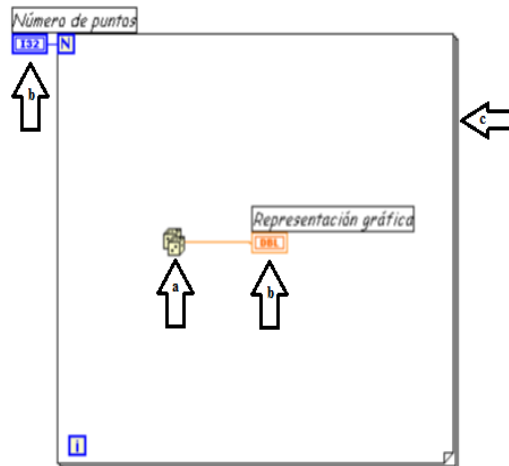 Número de puntos
I32
N
b
c
Representación gráfica
DBL
a
b
i